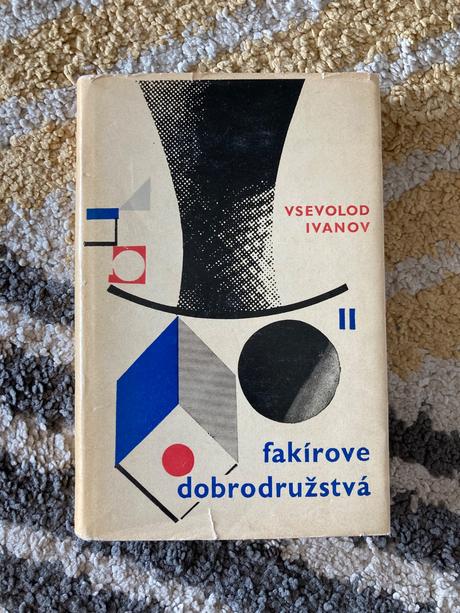 VSEVOLOD
IVANOV
II
fakírove
dobrodružstvá